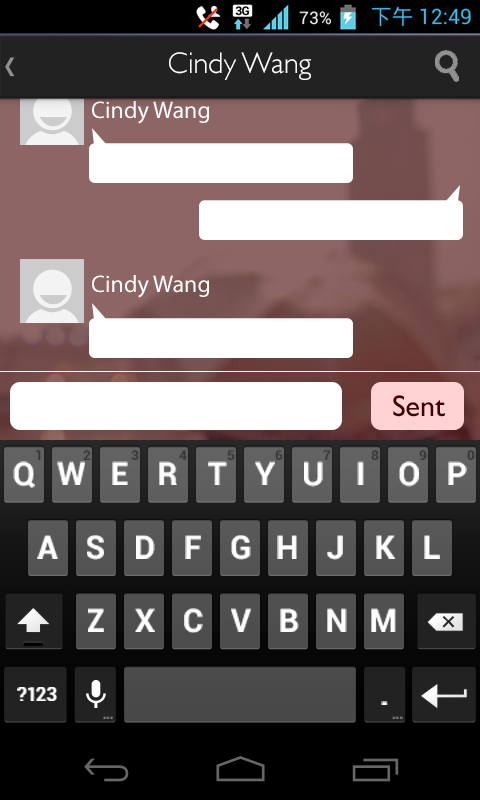 3G 73% 下午 12:49
Cindy Wang
Cindy Wang
Cindy Wang
Sent
1 2 3 4 5 6 7 8 9 0
Q W E R T Y U I O P
A S D F G H J K L
Z X C V B N M
?123 ... . ...